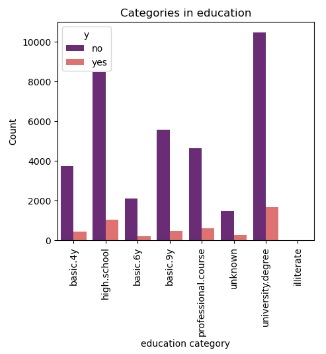 Categories in education
y
no
yes
10000
8000
6000
4000
2000
0
Count
basic.4y
high.school
basic.6y
basic.9y
professional.course
unknown
university.degree
illiterate
education category